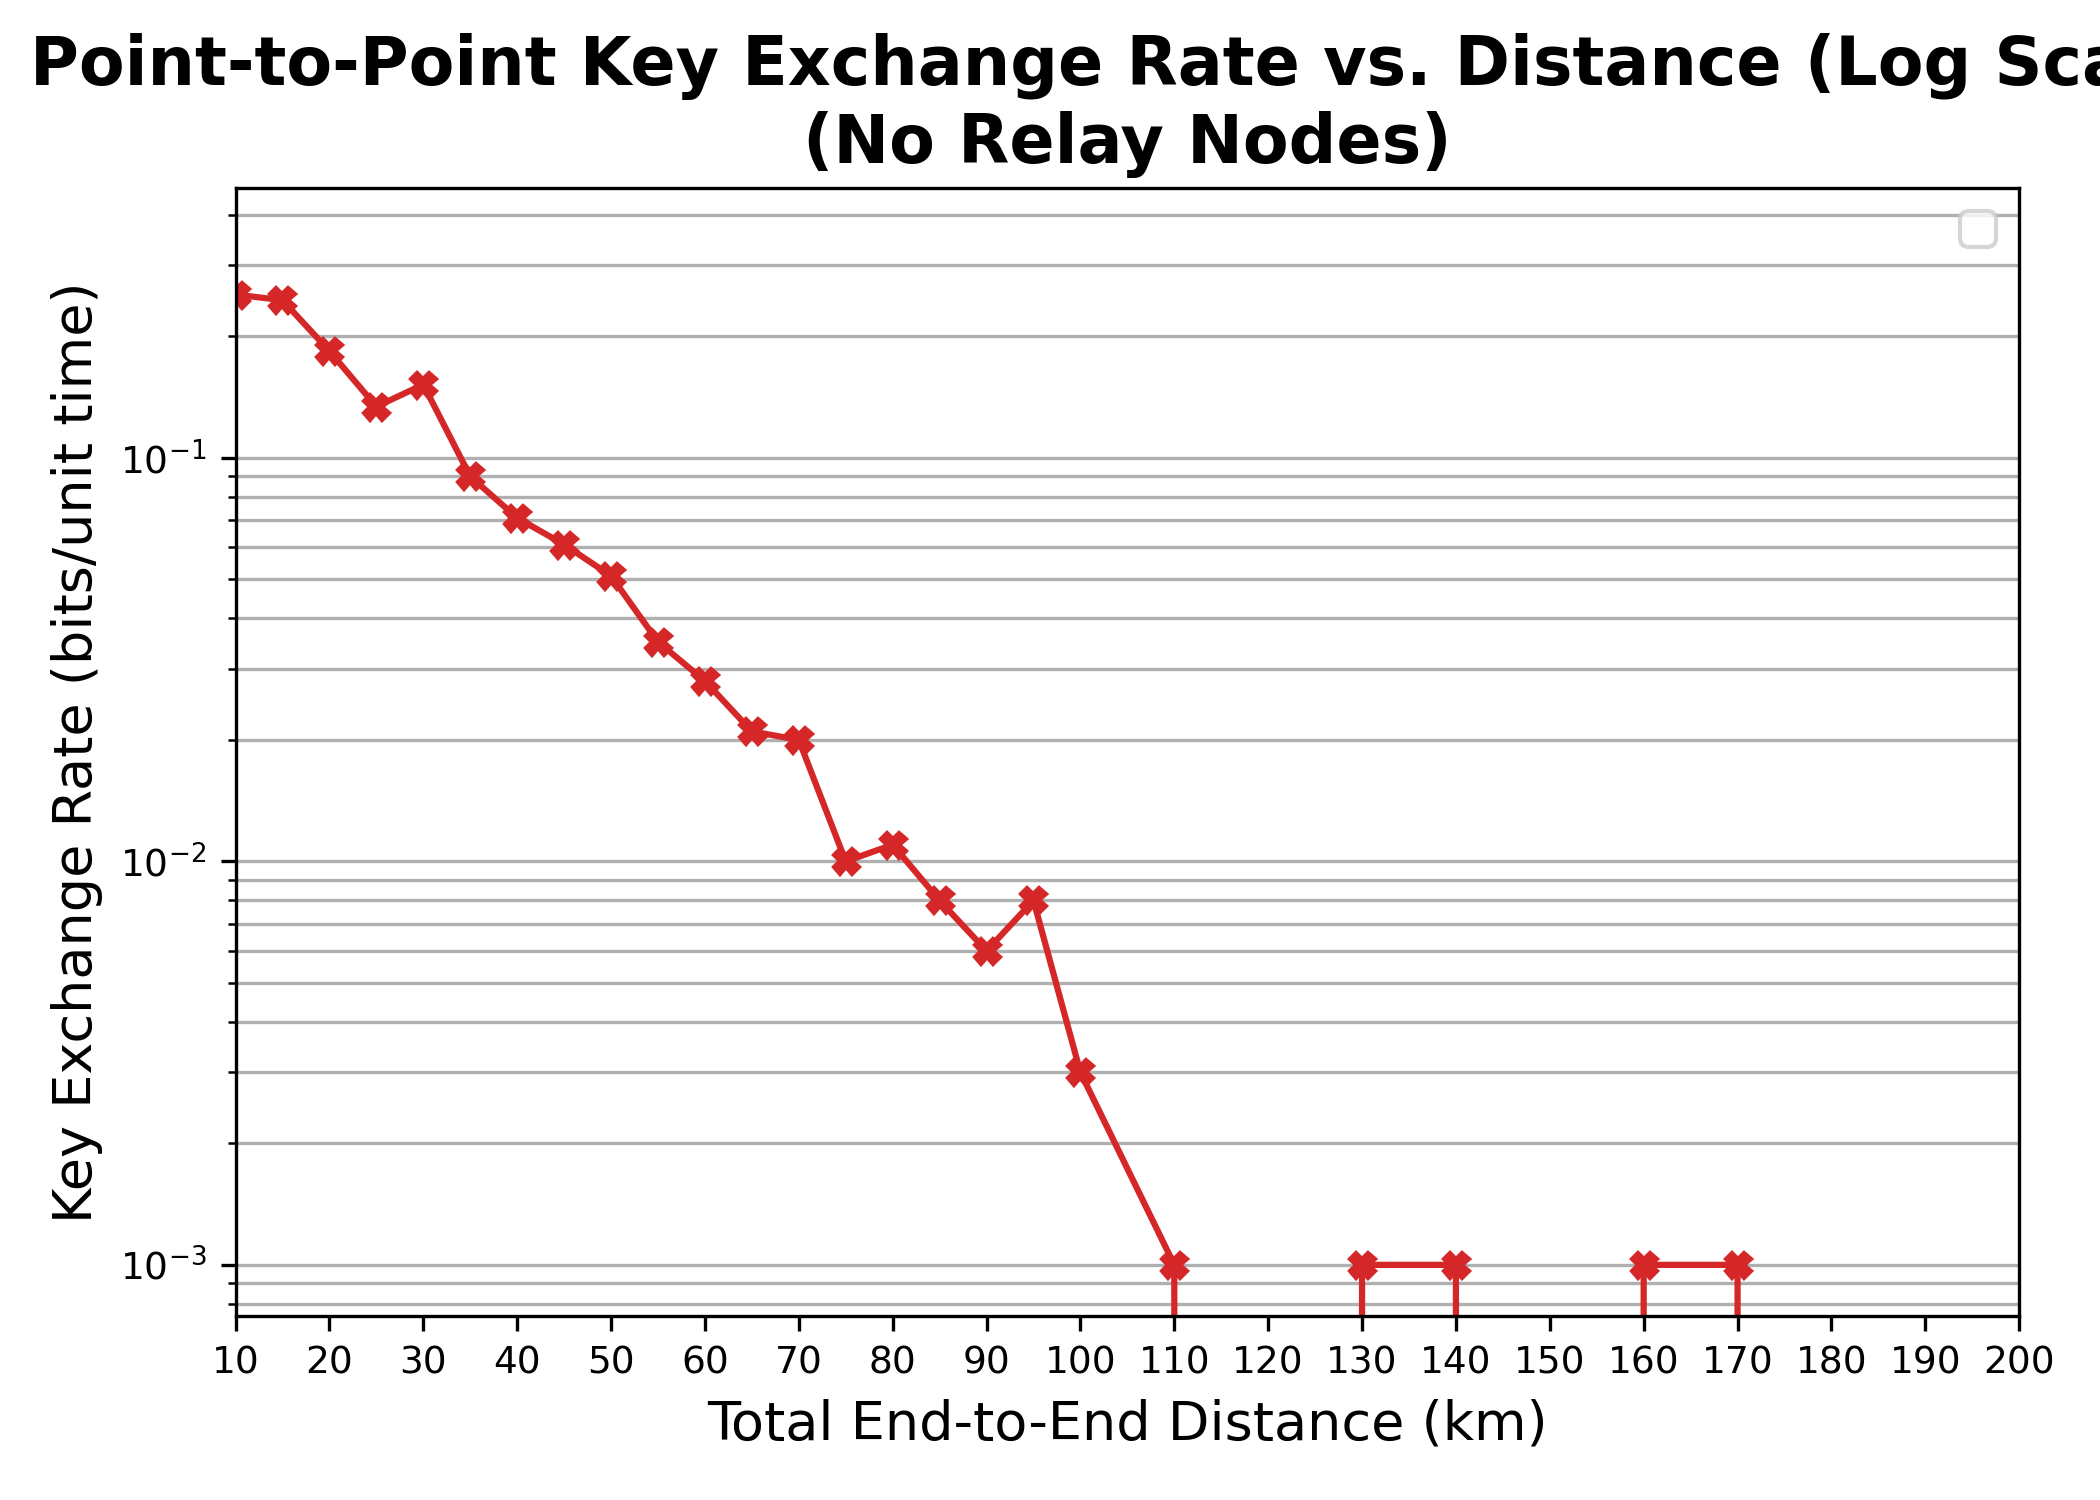 Point-to-Point Key Exchange Rate vs. Distance (Log Sca
(No Relay Nodes)
Key Exchange Rate (bits/unit time)
10⁻¹
10⁻²
10⁻³
10 20 30 40 50 60 70 80 90 100 110 120 130 140 150 160 170 180 190 200
Total End-to-End Distance (km)